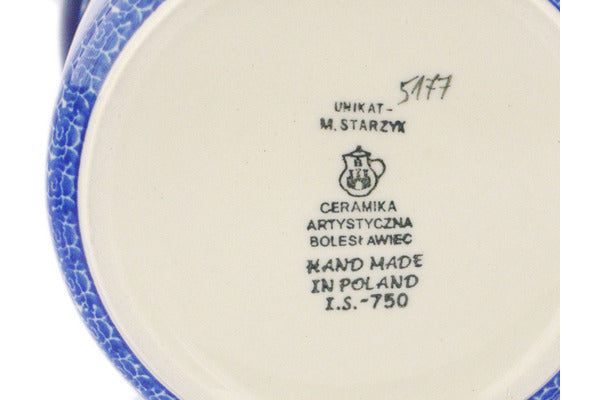 UNIKAT- 5177
M. STARZYK
CERAMIKA
ARTYSTYCZNA
BOLESŁAWIEC
HAND MADE
IN POLAND
I.S.-750